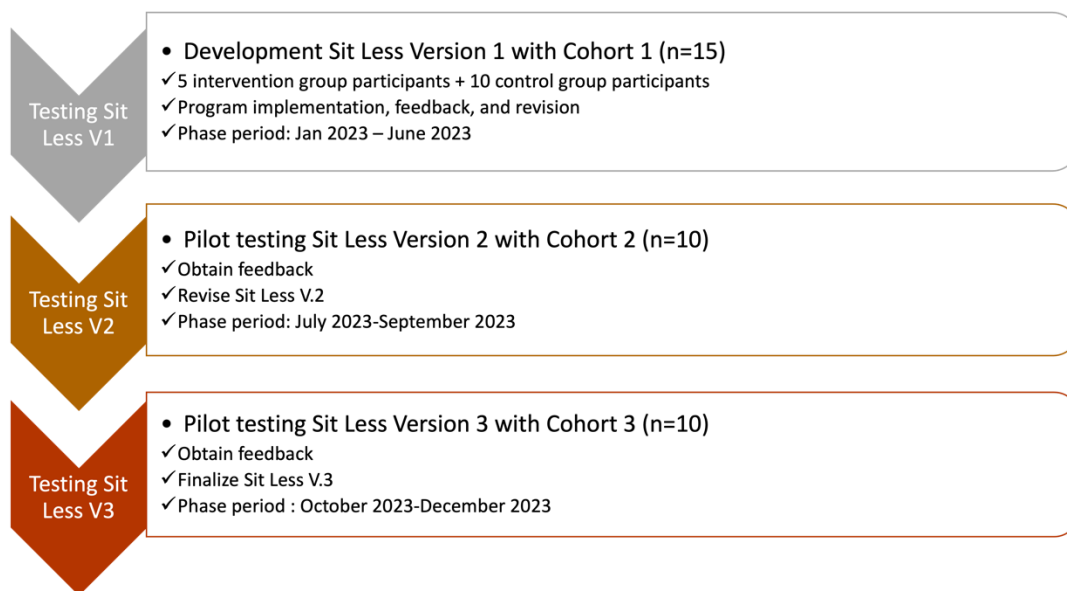 Testing Sit
Less V1
• Development Sit Less Version 1 with Cohort 1 (n=15)
✓5 intervention group participants + 10 control group participants
✓Program implementation, feedback, and revision
✓Phase period: Jan 2023 – June 2023
Testing Sit
Less V2
• Pilot testing Sit Less Version 2 with Cohort 2 (n=10)
✓Obtain feedback
✓Revise Sit Less V.2
✓Phase period: July 2023-September 2023
Testing Sit
Less V3
• Pilot testing Sit Less Version 3 with Cohort 3 (n=10)
✓Obtain feedback
✓Finalize Sit Less V.3
✓Phase period : October 2023-December 2023